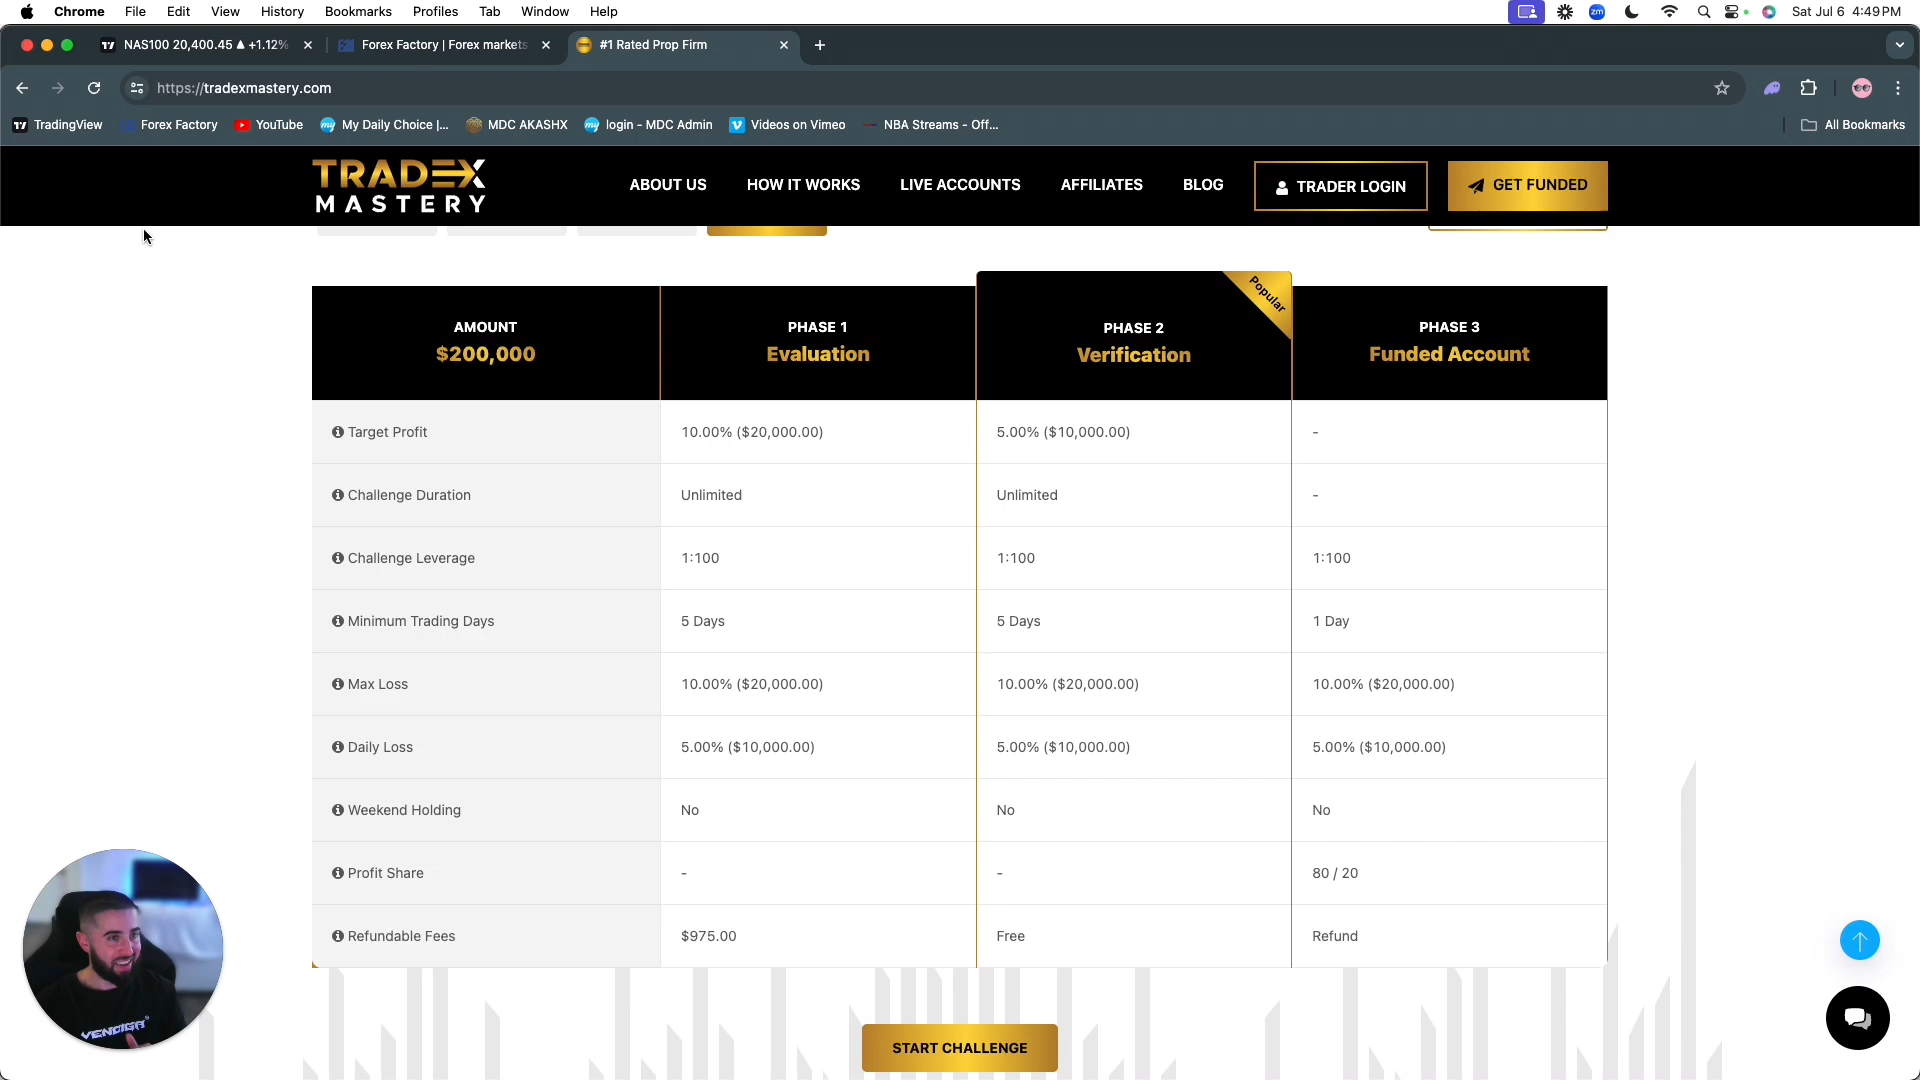 Chrome File Edit View History Bookmarks Profiles Tab Window Help
zm
Sat Jul 6 4:49 PM
NAS100 20,400.45 ▲ +1.12%
Forex Factory | Forex markets
#1 Rated Prop Firm
https://tradexmastery.com
TradingView
Forex Factory
YouTube
My Daily Choice |...
MDC AKASHX
login - MDC Admin
Videos on Vimeo
NBA Streams - Off...
All Bookmarks
TRADEX
MASTERY
ABOUT US
HOW IT WORKS
LIVE ACCOUNTS
AFFILIATES
BLOG
TRADER LOGIN
GET FUNDED
Popular
AMOUNT
$200,000
PHASE 1
Evaluation
PHASE 2
Verification
PHASE 3
Funded Account
Target Profit 10.00% ($20,000.00) 5.00% ($10,000.00) -
Challenge Duration Unlimited Unlimited -
Challenge Leverage 1:100 1:100 1:100
Minimum Trading Days 5 Days 5 Days 1 Day
Max Loss 10.00% ($20,000.00) 10.00% ($20,000.00) 10.00% ($20,000.00)
Daily Loss 5.00% ($10,000.00) 5.00% ($10,000.00) 5.00% ($10,000.00)
Weekend Holding No No No
Profit Share - - 80 / 20
Refundable Fees $975.00 Free Refund
START CHALLENGE